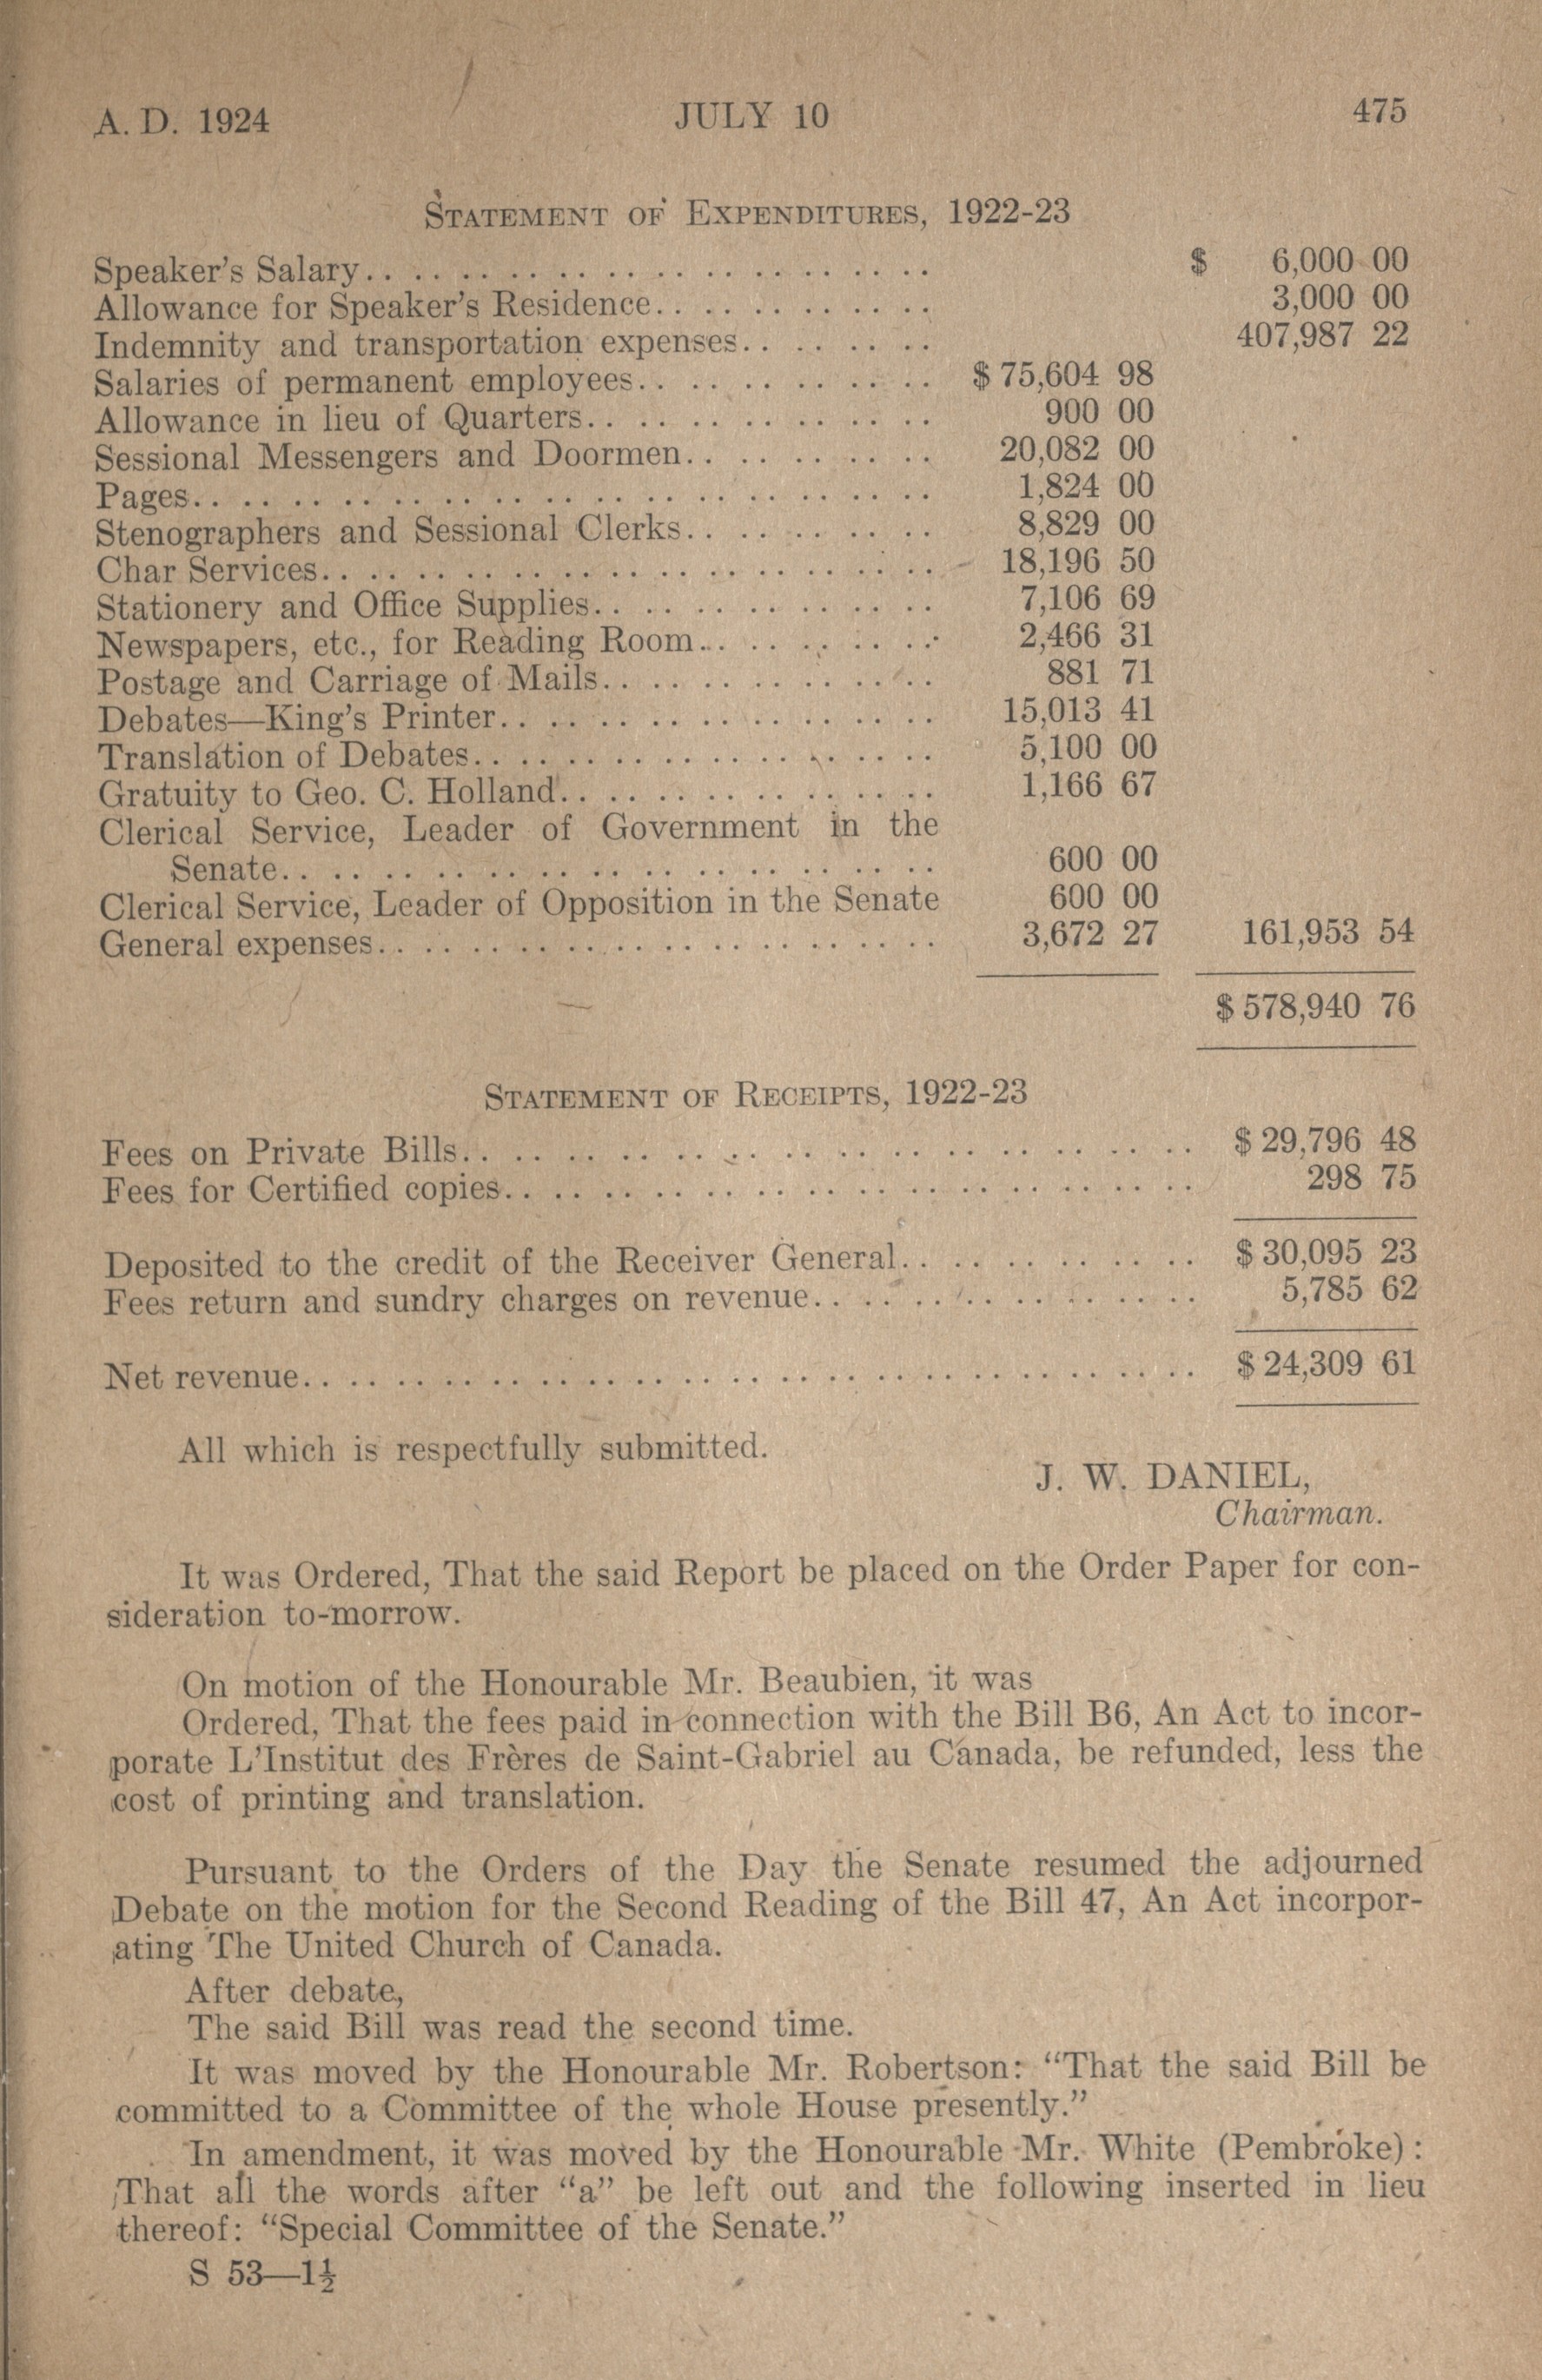 A. D. 1924 JULY 10 475
STATEMENT OF EXPENDITURES, 1922-23
Speaker's Salary.. .. .. .. .. .. .. .. .. .. .. .. $ 6,000 00
Allowance for Speaker's Residence.. .. .. .. .. .. 3,000 00
Indemnity and transportation expenses.. .. .. .. 407,987 22
Salaries of permanent employees.. .. .. .. .. .. .. $ 75,604 98
Allowance in lieu of Quarters.. .. .. .. .. .. .. .. 900 00
Sessional Messengers and Doormen.. .. .. .. .. .. 20,082 00
Pages.. .. .. .. .. .. .. .. .. .. .. .. .. .. .. 1,824 00
Stenographers and Sessional Clerks.. .. .. .. .. .. 8,829 00
Char Services.. .. .. .. .. .. .. .. .. .. .. .. .. 18,196 50
Stationery and Office Supplies.. .. .. .. .. .. .. .. 7,106 69
Newspapers, etc., for Reading Room.. .. .. .. .. .. 2,466 31
Postage and Carriage of Mails.. .. .. .. .. .. .. .. 881 71
Debates—King's Printer.. .. .. .. .. .. .. .. .. .. 15,013 41
Translation of Debates.. .. .. .. .. .. .. .. .. .. 5,100 00
Gratuity to Geo. C. Holland.. .. .. .. .. .. .. .. 1,166 67
Clerical Service, Leader of Government in the
Senate.. .. .. .. .. .. .. .. .. .. .. .. .. .. 600 00
Clerical Service, Leader of Opposition in the Senate 600 00
General expenses.. .. .. .. .. .. .. .. .. .. .. .. 3,672 27 161,953 54
$ 578,940 76
STATEMENT OF RECEIPTS, 1922-23
Fees on Private Bills.. .. .. .. .. .. .. .. .. .. .. .. .. .. .. $ 29,796 48
Fees for Certified copies.. .. .. .. .. .. .. .. .. .. .. .. .. .. 298 75
Deposited to the credit of the Receiver General.. .. .. .. .. .. $ 30,095 23
Fees return and sundry charges on revenue.. .. .. .. .. .. .. .. 5,785 62
Net revenue.. .. .. .. .. .. .. .. .. .. .. .. .. .. .. .. .. .. $ 24,309 61
All which is respectfully submitted.
J. W. DANIEL,
Chairman.
It was Ordered, That the said Report be placed on the Order Paper for con-
sideration to-morrow.
On motion of the Honourable Mr. Beaubien, it was
Ordered, That the fees paid in connection with the Bill B6, An Act to incor-
porate L'Institut des Frères de Saint-Gabriel au Canada, be refunded, less the
cost of printing and translation.
Pursuant to the Orders of the Day the Senate resumed the adjourned
Debate on the motion for the Second Reading of the Bill 47, An Act incorpor-
ating The United Church of Canada.
After debate,
The said Bill was read the second time.
It was moved by the Honourable Mr. Robertson: "That the said Bill be
committed to a Committee of the whole House presently."
In amendment, it was moved by the Honourable Mr. White (Pembroke):
That all the words after "a" be left out and the following inserted in lieu
thereof: "Special Committee of the Senate."
S 53—1½